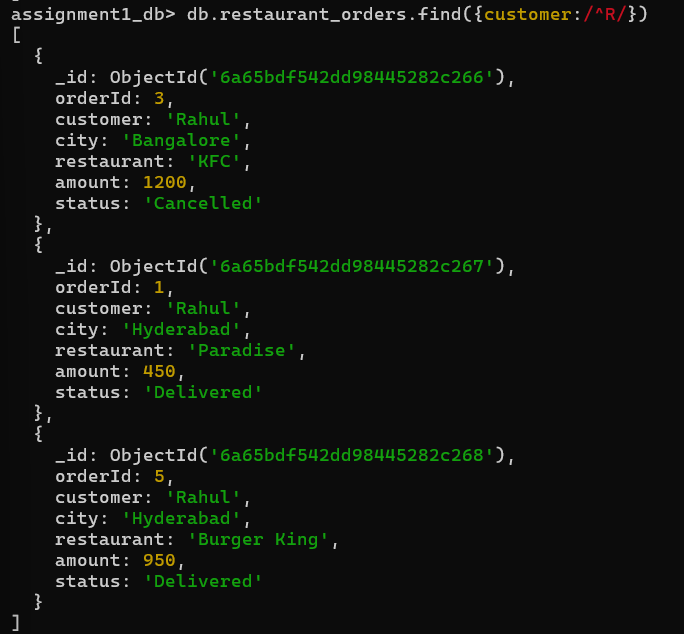 assignment1_db> db.restaurant_orders.find({customer:/^R/})
[
  {
    _id: ObjectId('6a65bdf542dd98445282c266'),
    orderId: 3,
    customer: 'Rahul',
    city: 'Bangalore',
    restaurant: 'KFC',
    amount: 1200,
    status: 'Cancelled'
  },
  {
    _id: ObjectId('6a65bdf542dd98445282c267'),
    orderId: 1,
    customer: 'Rahul',
    city: 'Hyderabad',
    restaurant: 'Paradise',
    amount: 450,
    status: 'Delivered'
  },
  {
    _id: ObjectId('6a65bdf542dd98445282c268'),
    orderId: 5,
    customer: 'Rahul',
    city: 'Hyderabad',
    restaurant: 'Burger King',
    amount: 950,
    status: 'Delivered'
  }
]